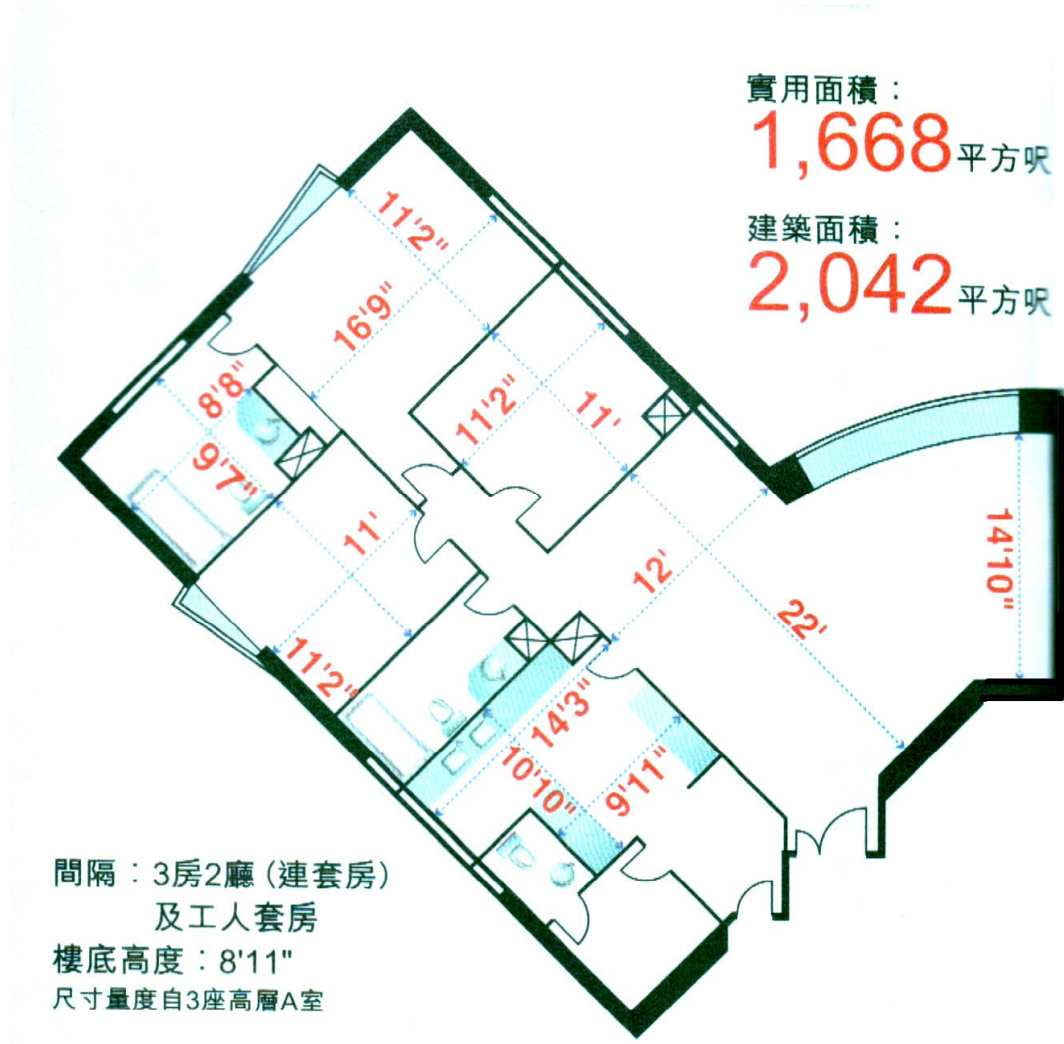 實用面積：
1,668平方呎
建築面積：
2,042平方呎
11'2"
16'9"
8'8"
9'7"
11'2"
11'
11'
11'2"
12'
22'
14'10"
14'3"
10'10"
9'11"
間隔：3房2廳(連套房)
及工人套房
樓底高度：8'11"
尺寸量度自3座高層A室